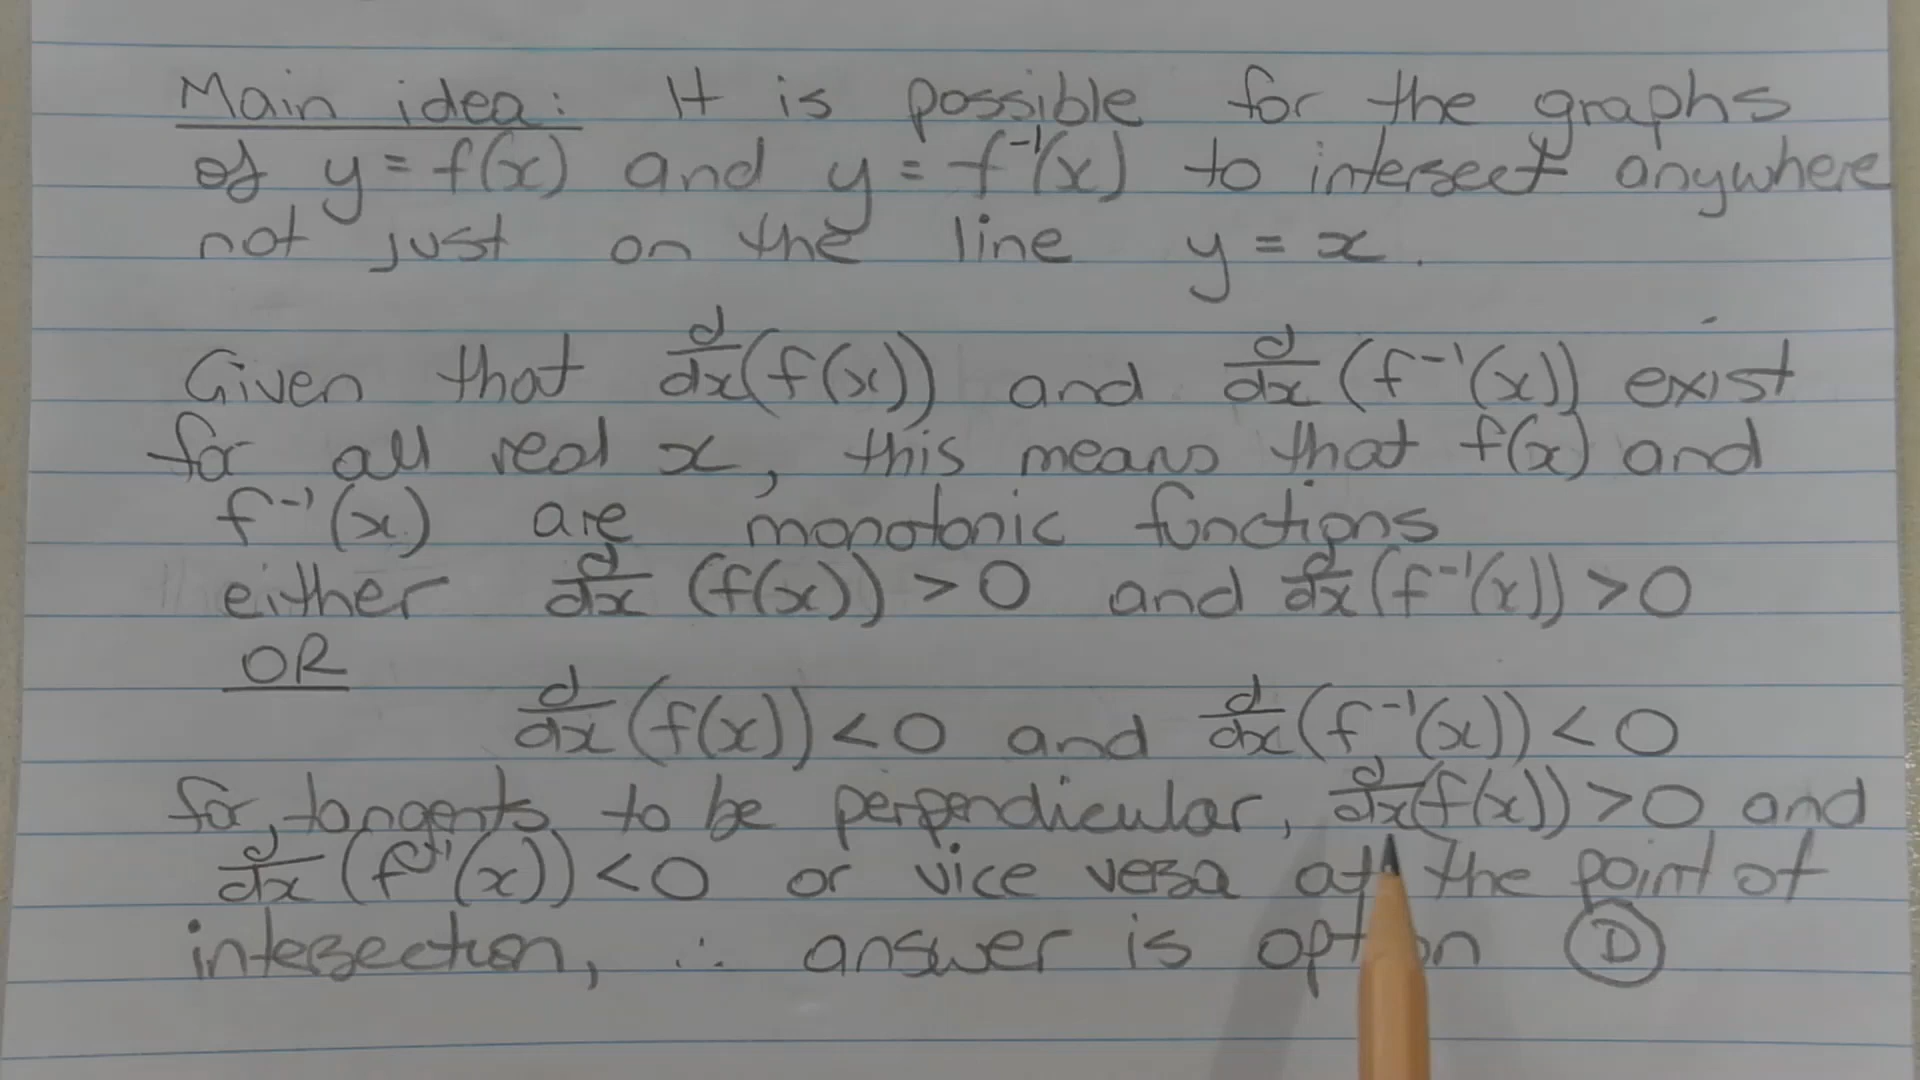 Main idea: It is possible for the graphs
of y = f(x) and y = f⁻¹(x) to intersect anywhere
not just on the line y = x.
Given that d/dx (f(x)) and d/dx (f⁻¹(x)) exist
for all real x, this means that f(x) and
f⁻¹(x) are monotonic functions
either d/dx (f(x)) > 0 and d/dx (f⁻¹(x)) > 0
OR
d/dx (f(x)) < 0 and d/dx (f⁻¹(x)) < 0
for, tangents to be perpendicular, d/dx (f(x)) > 0 and
d/dx (f⁻¹(x)) < 0 or vice versa at the point of
intersection, ∴ answer is option D